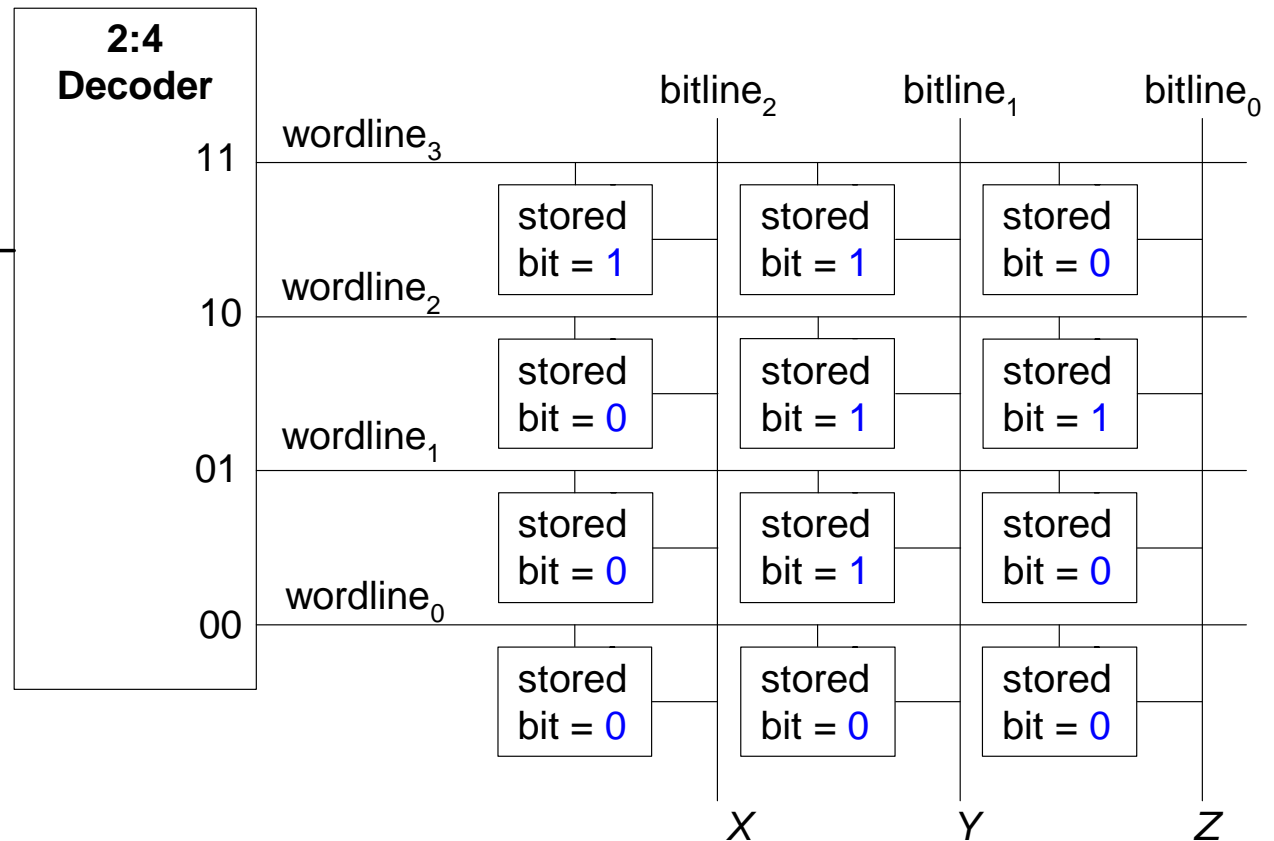 2:4
Decoder
bitline₂ bitline₁ bitline₀
wordline₃
11
stored stored stored
bit = 1 bit = 1 bit = 0
wordline₂
10
stored stored stored
bit = 0 bit = 1 bit = 1
wordline₁
01
stored stored stored
bit = 0 bit = 1 bit = 0
wordline₀
00
stored stored stored
bit = 0 bit = 0 bit = 0
X Y Z